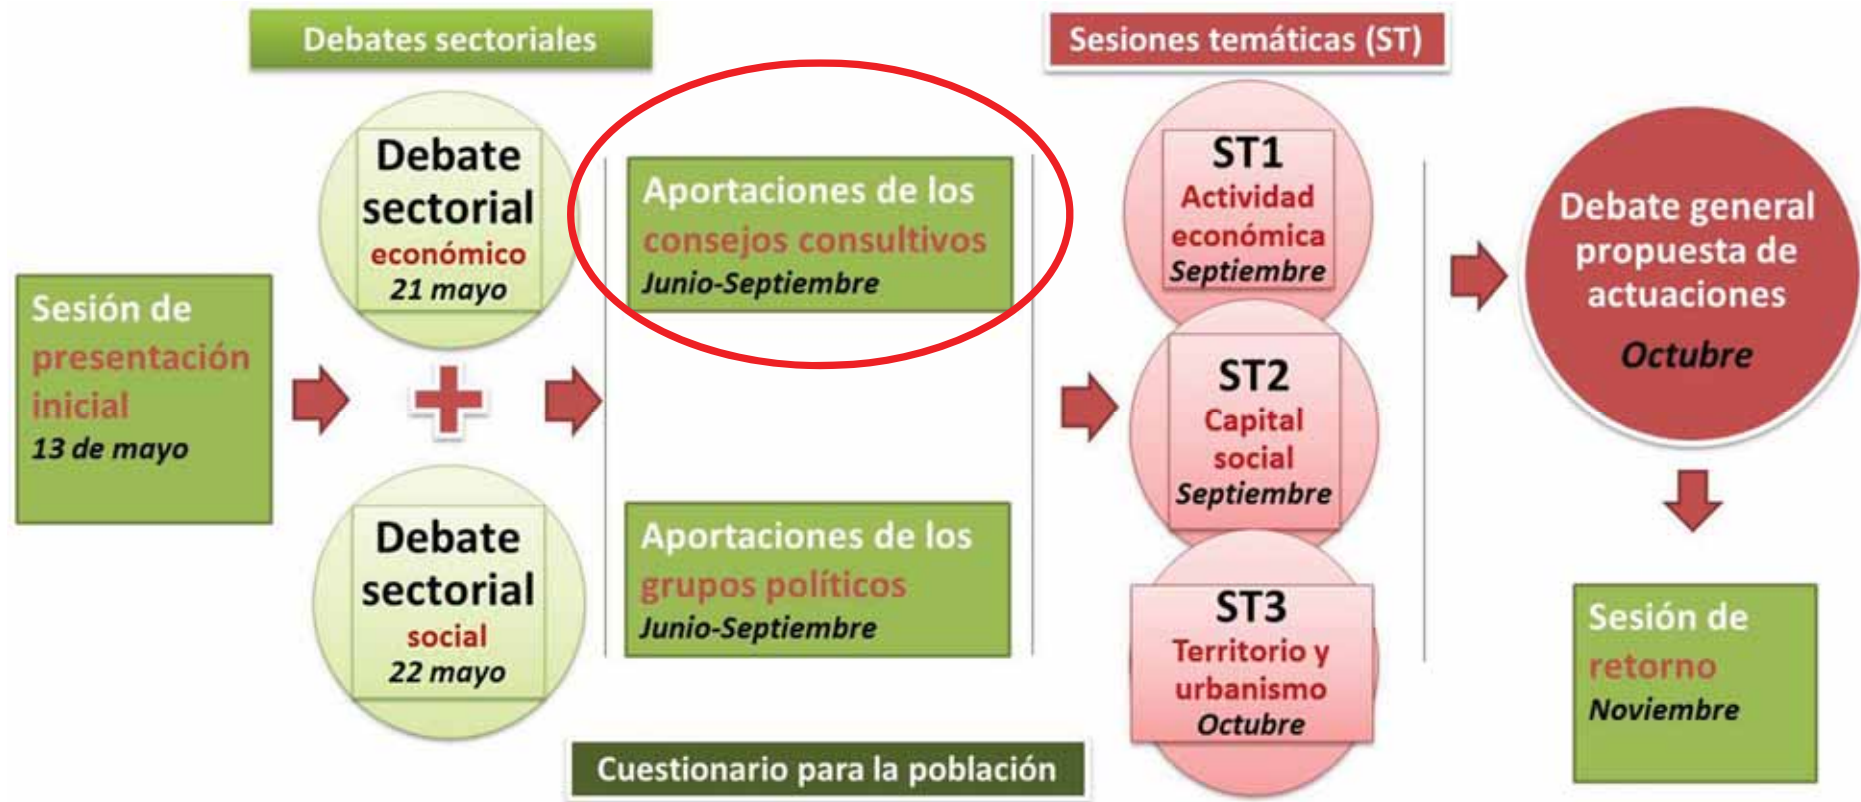 Debates sectoriales
Sesiones temáticas (ST)
Sesión de
presentación
inicial
13 de mayo
Debate
sectorial
económico
21 mayo
Debate
sectorial
social
22 mayo
Aportaciones de los
consejos consultivos
Junio-Septiembre
Aportaciones de los
grupos políticos
Junio-Septiembre
ST1
Actividad
económica
Septiembre
ST2
Capital
social
Septiembre
ST3
Territorio y
urbanismo
Octubre
Debate general
propuesta de
actuaciones
Octubre
Sesión de
retorno
Noviembre
Cuestionario para la población